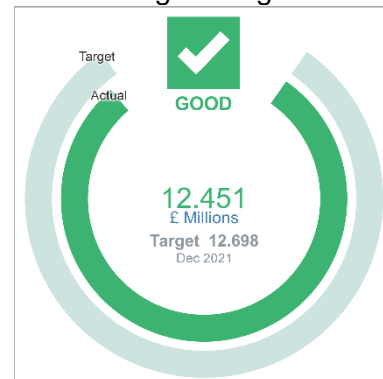 Target
Actual
GOOD
12.451
£ Millions
Target 12.698
Dec 2021